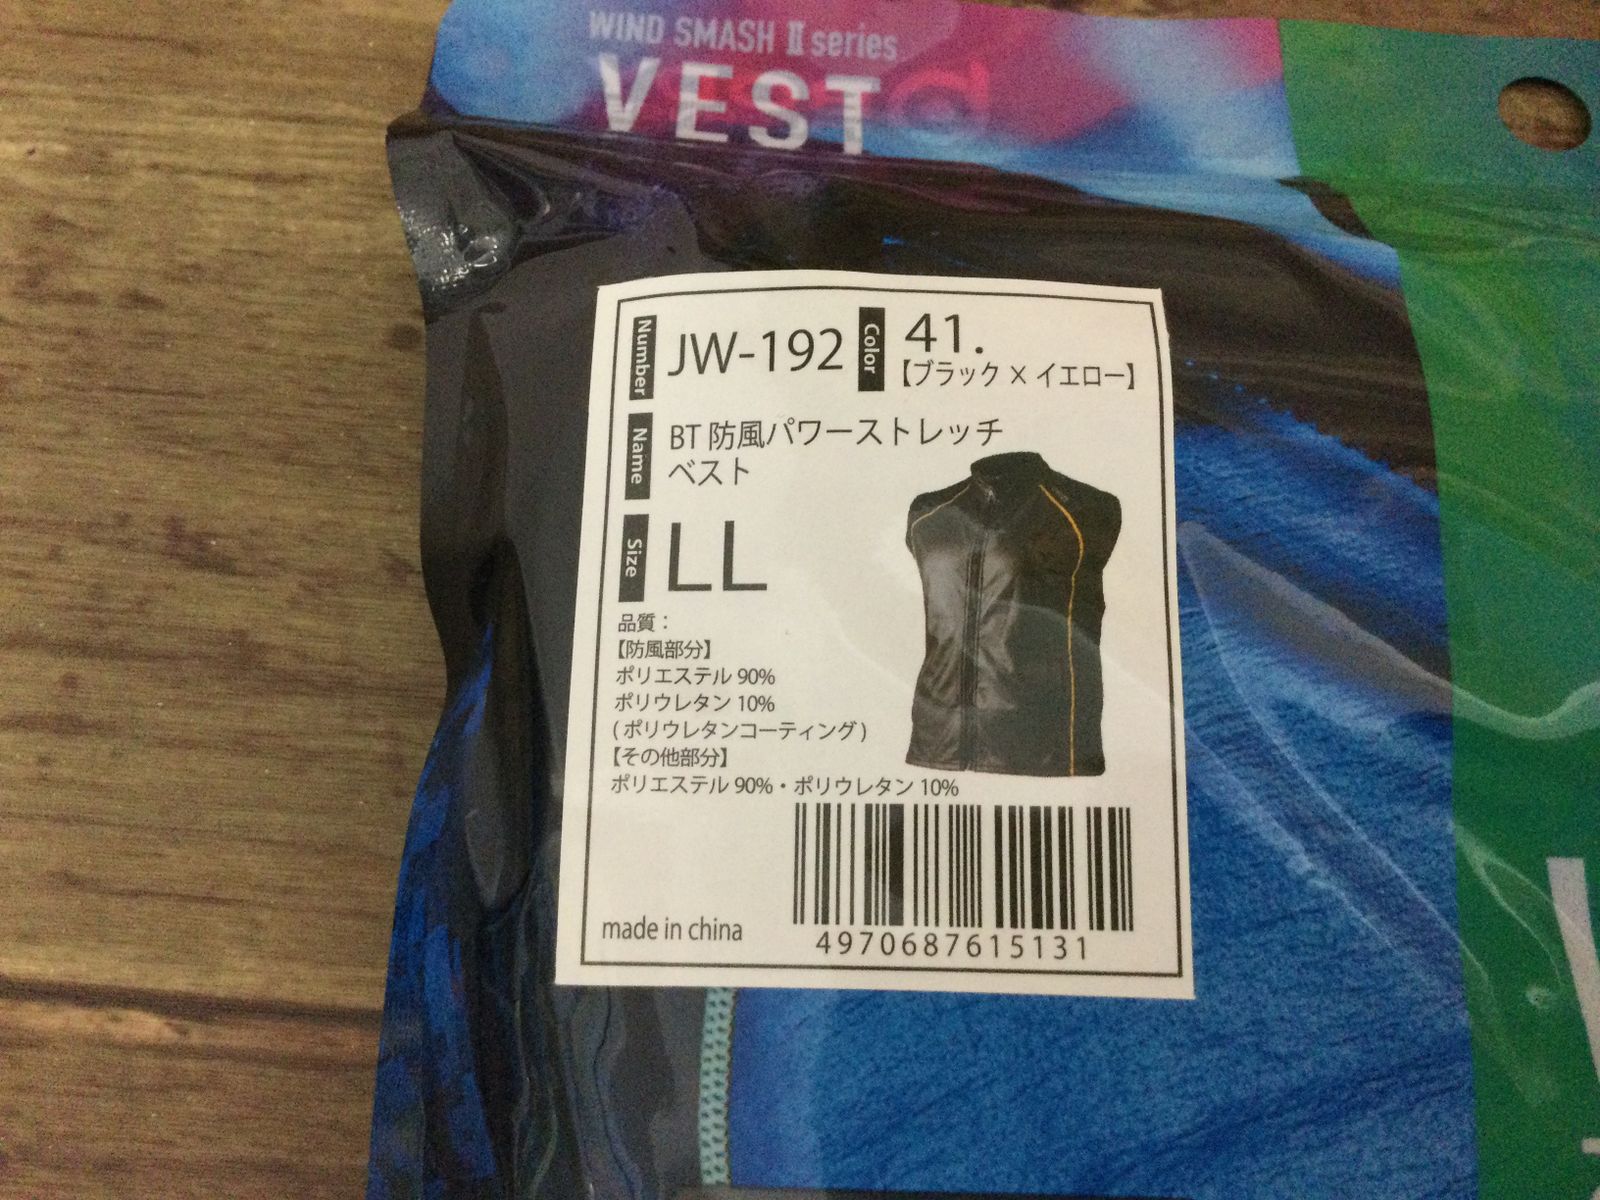 WIND SMASH II series
VEST
Number
JW-192
Color
41.
【ブラック × イエロー】
Name
BT 防風パワーストレッチ
ベスト
Size
LL
品質：
【防風部分】
ポリエステル 90%
ポリウレタン 10%
( ポリウレタンコーティング )
【その他部分】
ポリエステル 90%・ポリウレタン 10%
made in china
4970687615131